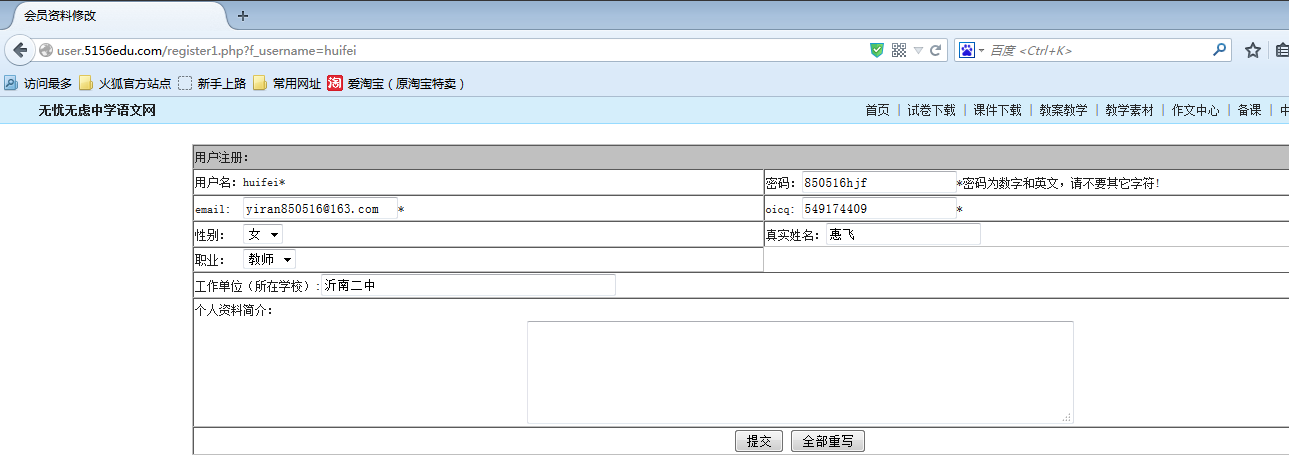 会员资料修改
user.5156edu.com/register1.php?f_username=huifei
百度 <Ctrl+K>
访问最多 火狐官方站点 新手上路 常用网址 淘 爱淘宝（原淘宝特卖）
无忧无虑中学语文网 首页 | 试卷下载 | 课件下载 | 教案教学 | 教学素材 | 作文中心 | 备课 |
用户注册：
用户名：huifei* 密码：850516hjf *密码为数字和英文，请不要其它字符！
email: yiran850516@163.com * oicq: 549174409 *
性别： 女 真实姓名：惠飞
职业： 教师
工作单位（所在学校）：沂南二中
个人资料简介：
提交 全部重写